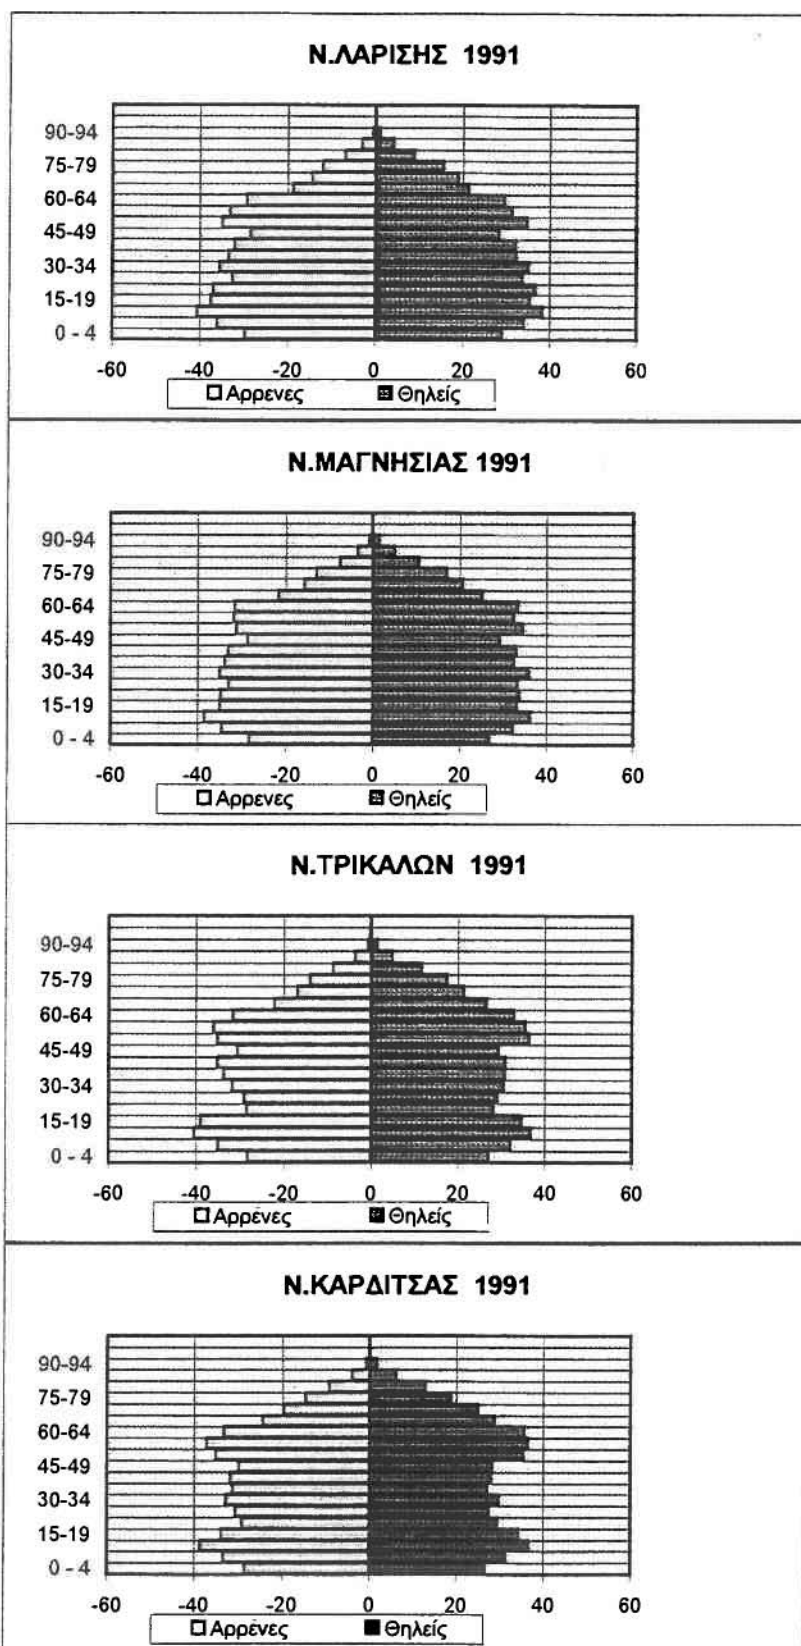 Ν.ΛΑΡΙΣΗΣ 1991
90-94
75-79
60-64
45-49
30-34
15-19
0 - 4
-60 -40 -20 0 20 40 60
Αρρενες Θηλείς
Ν.ΜΑΓΝΗΣΙΑΣ 1991
90-94
75-79
60-64
45-49
30-34
15-19
0 - 4
-60 -40 -20 0 20 40 60
Αρρενες Θηλείς
Ν.ΤΡΙΚΑΛΩΝ 1991
90-94
75-79
60-64
45-49
30-34
15-19
0 - 4
-60 -40 -20 0 20 40 60
Αρρένες Θηλείς
Ν.ΚΑΡΔΙΤΣΑΣ 1991
90-94
75-79
60-64
45-49
30-34
15-19
0 - 4
-60 -40 -20 0 20 40 60
Αρρένες Θηλείς